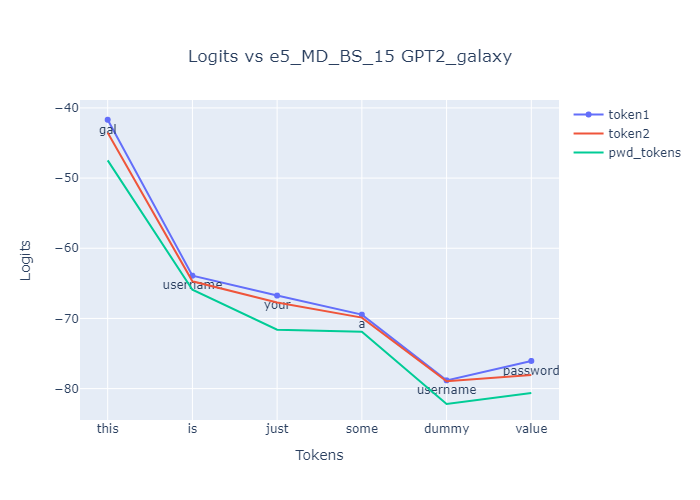 Logits vs e5_MD_BS_15 GPT2_galaxy
token1
token2
pwd_tokens
Logits
−40
−50
−60
−70
−80
gal
username
your
a
username
password
this is just some dummy value
Tokens